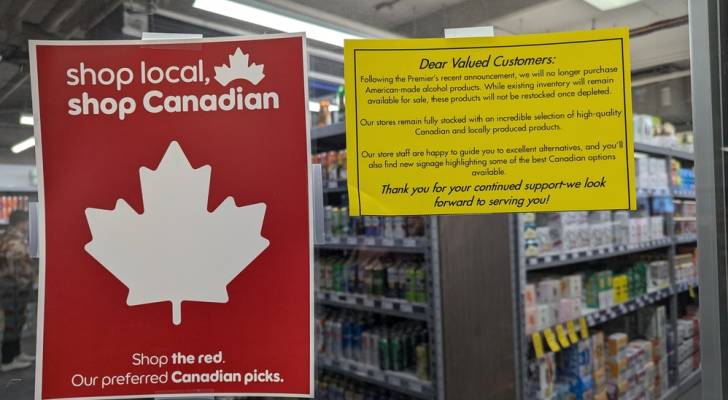 shop local,
shop Canadian
Shop the red.
Our preferred Canadian picks.
Dear Valued Customers:
Following the Premier's recent announcement, we will no longer purchase
American-made alcohol products. While existing inventory will remain
available for sale, these products will not be restocked once depleted.
Our stores remain fully stocked with an incredible selection of high-quality
Canadian and locally produced products.
Our store staff are happy to guide you to excellent alternatives, and you'll
also find new signage highlighting some of the best Canadian options
available.
Thank you for your continued support-we look
forward to serving you!